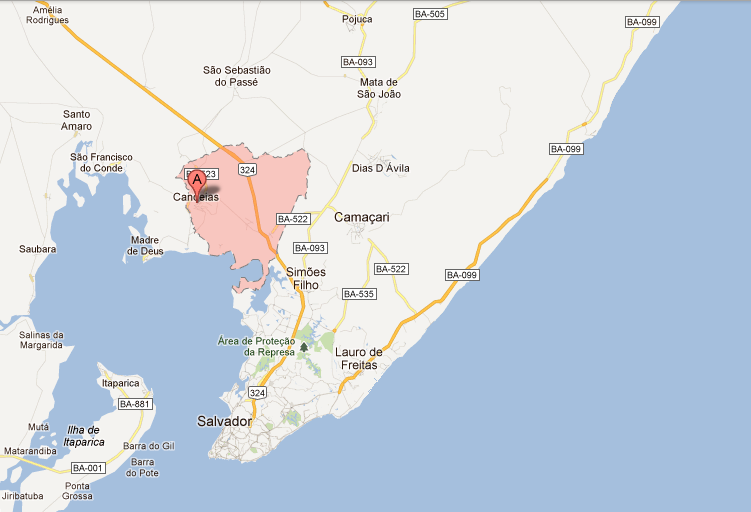 Amélia
Rodrigues
Pojuca
BA-505
BA-099
BA-093
São Sebastião
do Passé
Mata de
São João
Santo
Amaro
São Francisco
do Conde
BA-099
324
Dias D Ávila
A
Candeias
BA-522
Camaçari
Saubara
Madre
de Deus
BA-093
BA-522
BA-099
Simões
Filho
BA-535
Salinas da
Margarida
Área de Proteção
da Represa
Lauro de
Freitas
Itaparica
324
BA-881
Salvador
Mutá
Ilha de
Itaparica
Matarandiba
Barra do Gil
Barra
do Pote
BA-001
Ponta
Grossa
Jiribatuba